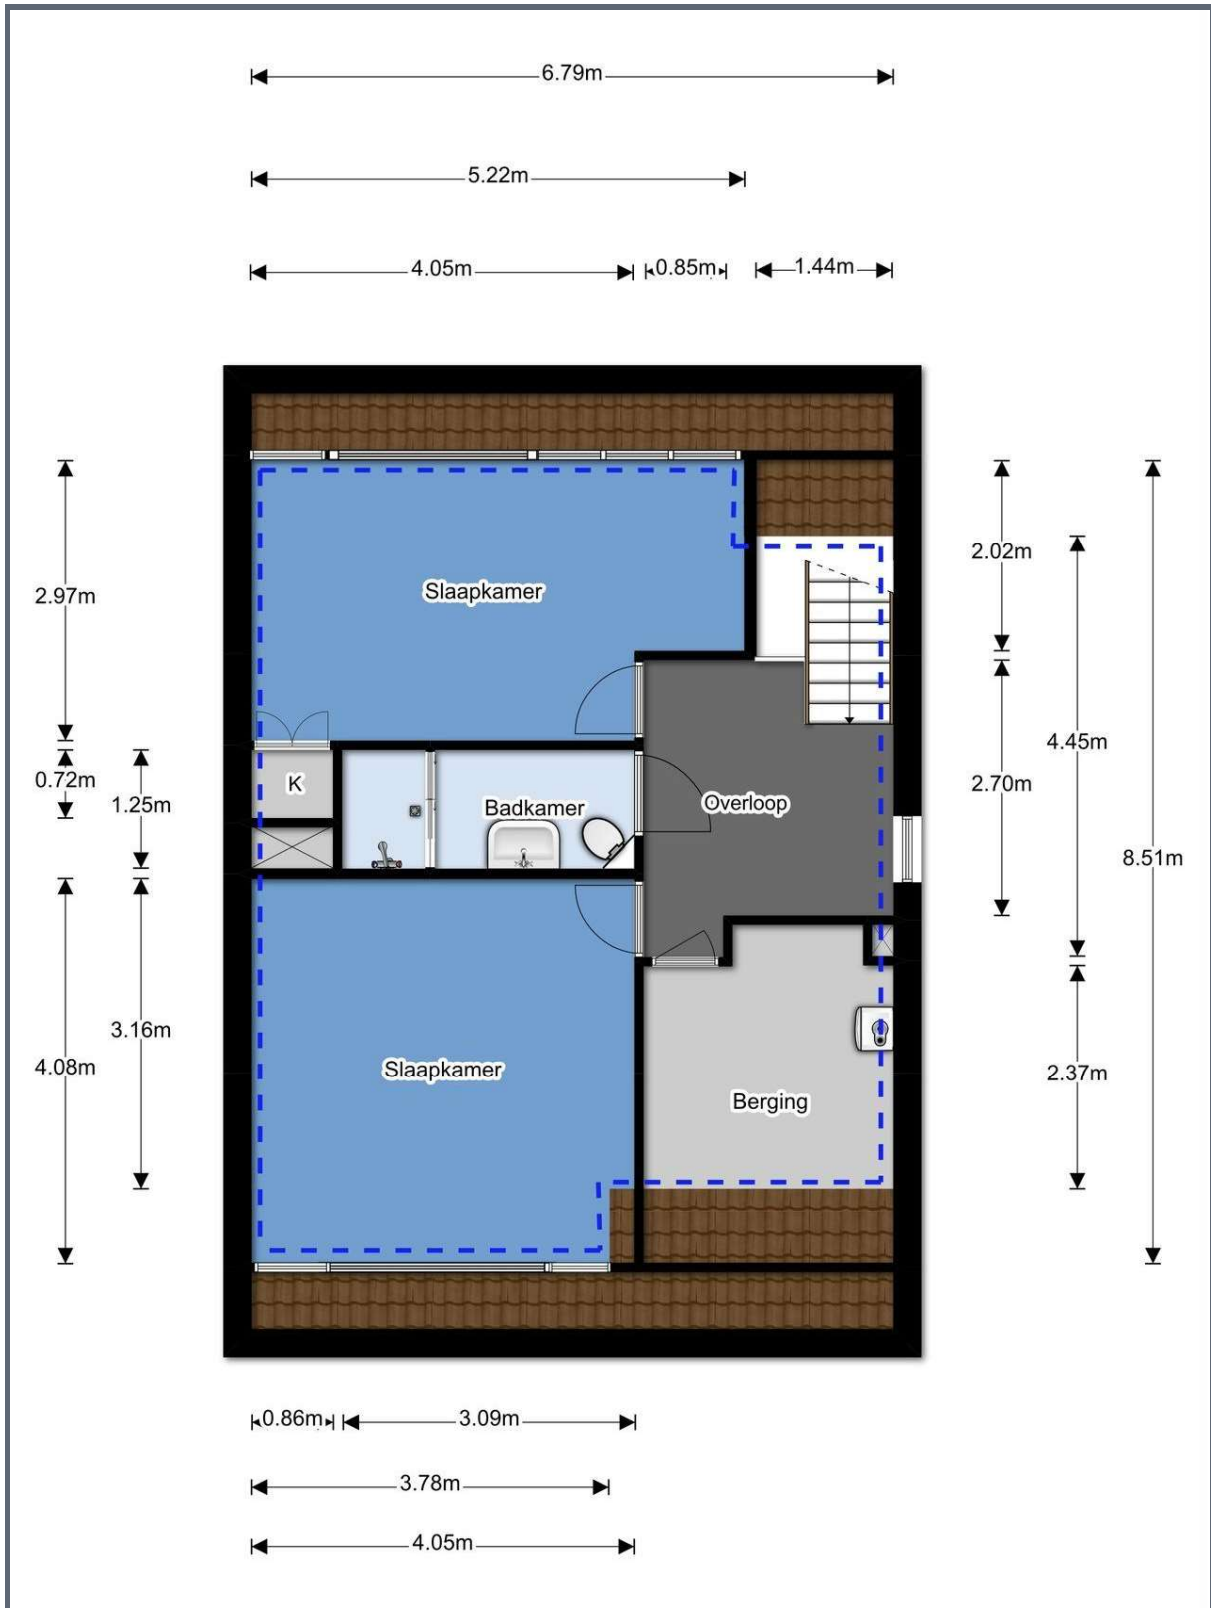 6.79m
5.22m
4.05m
0.85m
1.44m
2.97m
2.02m
Slaapkamer
0.72m
1.25m
K
Badkamer
Overloop
4.45m
2.70m
8.51m
4.08m
3.16m
Slaapkamer
Berging
2.37m
0.86m
3.09m
3.78m
4.05m